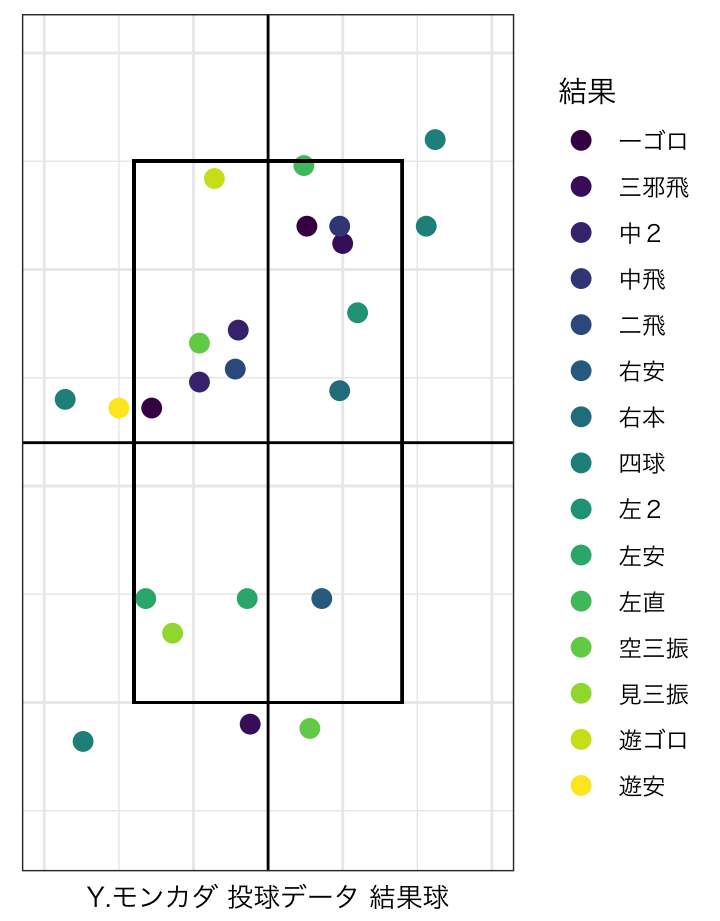 結果
一ゴロ
三邪飛
中２
中飛
二飛
右安
右本
四球
左２
左安
左直
空三振
見三振
遊ゴロ
遊安
Y.モンカダ 投球データ 結果球